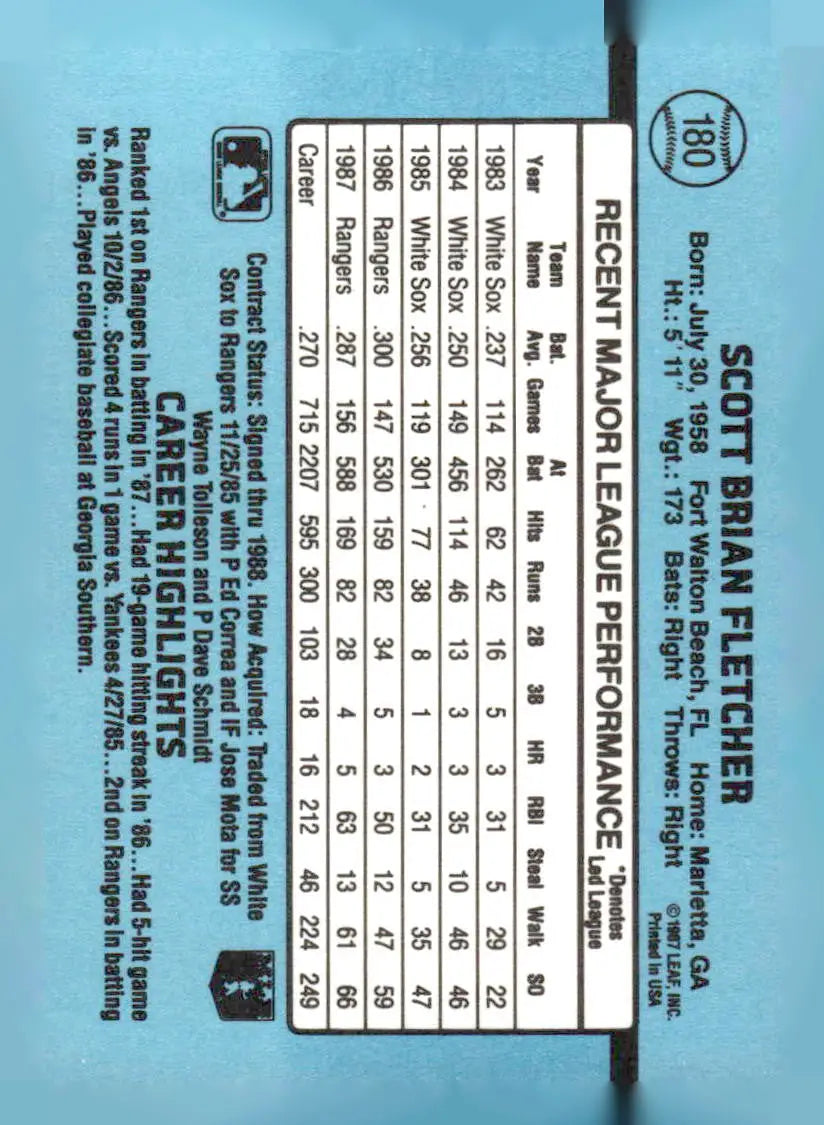 180
SCOTT BRIAN FLETCHER
Born: July 30, 1958 Fort Walton Beach, FL Home: Marietta, GA
Ht.: 5' 11" Wgt.: 173 Bats: Right Throws: Right
©1987 LEAF, INC.
Printed in USA
RECENT MAJOR LEAGUE PERFORMANCE *Denotes Led League
Year Team Name Bat. Avg. Games At Bat Hits Runs 2B 3B HR RBI Steal Walk SO
1983 White Sox .237 114 262 62 42 16 5 3 31 5 29 22
1984 White Sox .250 149 456 114 46 13 3 3 35 10 46 46
1985 White Sox .256 119 301 77 38 8 1 2 31 5 35 47
1986 Rangers .300 147 530 159 82 34 5 3 50 12 47 59
1987 Rangers .287 156 588 169 82 28 4 5 63 13 61 66
Career .270 715 2207 595 300 103 18 16 212 46 224 249
Contract Status: Signed thru 1988. How Acquired: Traded from White
Sox to Rangers 11/25/85 with P Ed Correa and IF Jose Mota for SS
Wayne Tolleson and P Dave Schmidt
CAREER HIGHLIGHTS
Ranked 1st on Rangers in batting in '87...Had 19-game hitting streak in '86...Had 5-hit game
vs. Angels 10/2/86...Scored 4 runs in 1 game vs. Yankees 4/27/85...2nd on Rangers in batting
in '86...Played collegiate baseball at Georgia Southern.